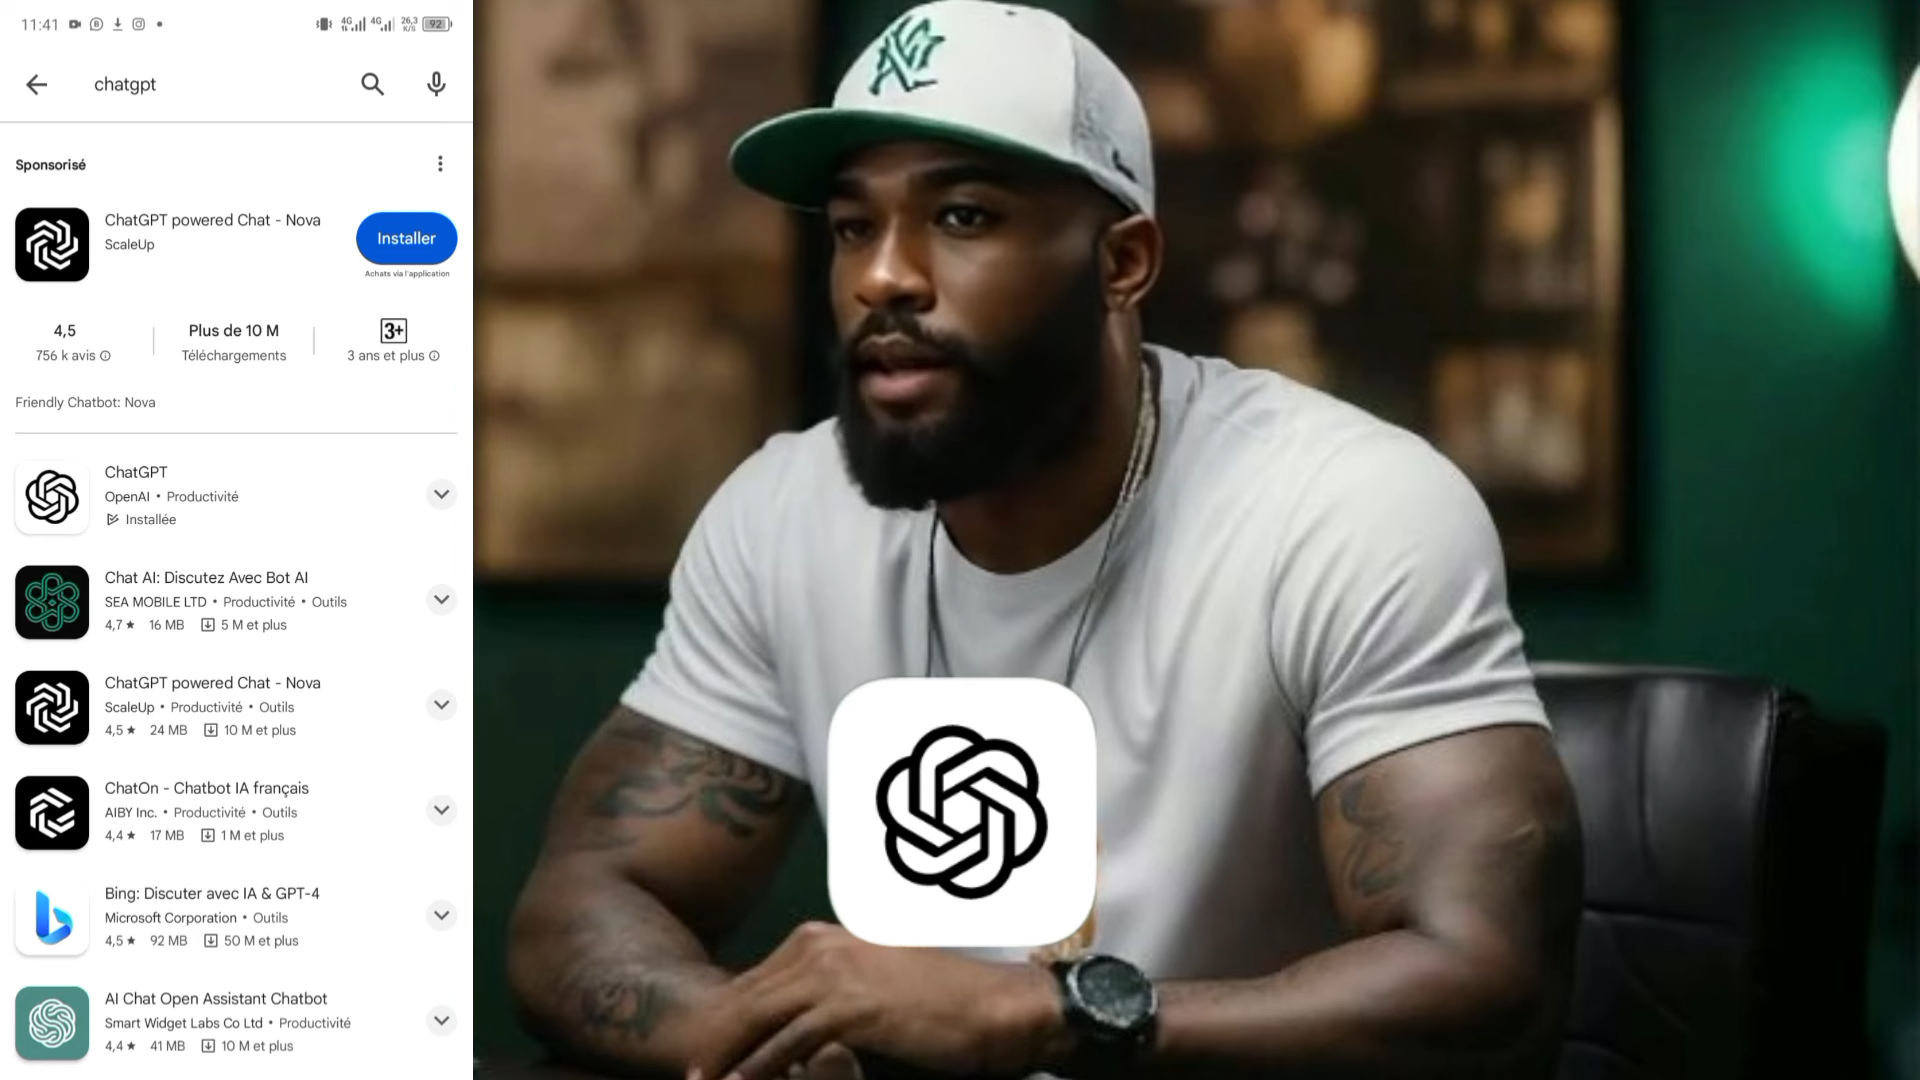 11:41
4G 4G 26,3 K/S 92
chatgpt
Sponsorisé
ChatGPT powered Chat - Nova
ScaleUp
Installer
Achats via l'application
4,5
756 k avis
Plus de 10 M
Téléchargements
3+
3 ans et plus
Friendly Chatbot: Nova
ChatGPT
OpenAI • Productivité
Installée
Chat AI: Discutez Avec Bot AI
SEA MOBILE LTD • Productivité • Outils
4,7★ 16 MB 5 M et plus
ChatGPT powered Chat - Nova
ScaleUp • Productivité • Outils
4,5★ 24 MB 10 M et plus
ChatOn - Chatbot IA français
AIBY Inc. • Productivité • Outils
4,4★ 17 MB 1 M et plus
Bing: Discuter avec IA & GPT-4
Microsoft Corporation • Outils
4,5★ 92 MB 50 M et plus
AI Chat Open Assistant Chatbot
Smart Widget Labs Co Ltd • Productivité
4,4★ 41 MB 10 M et plus